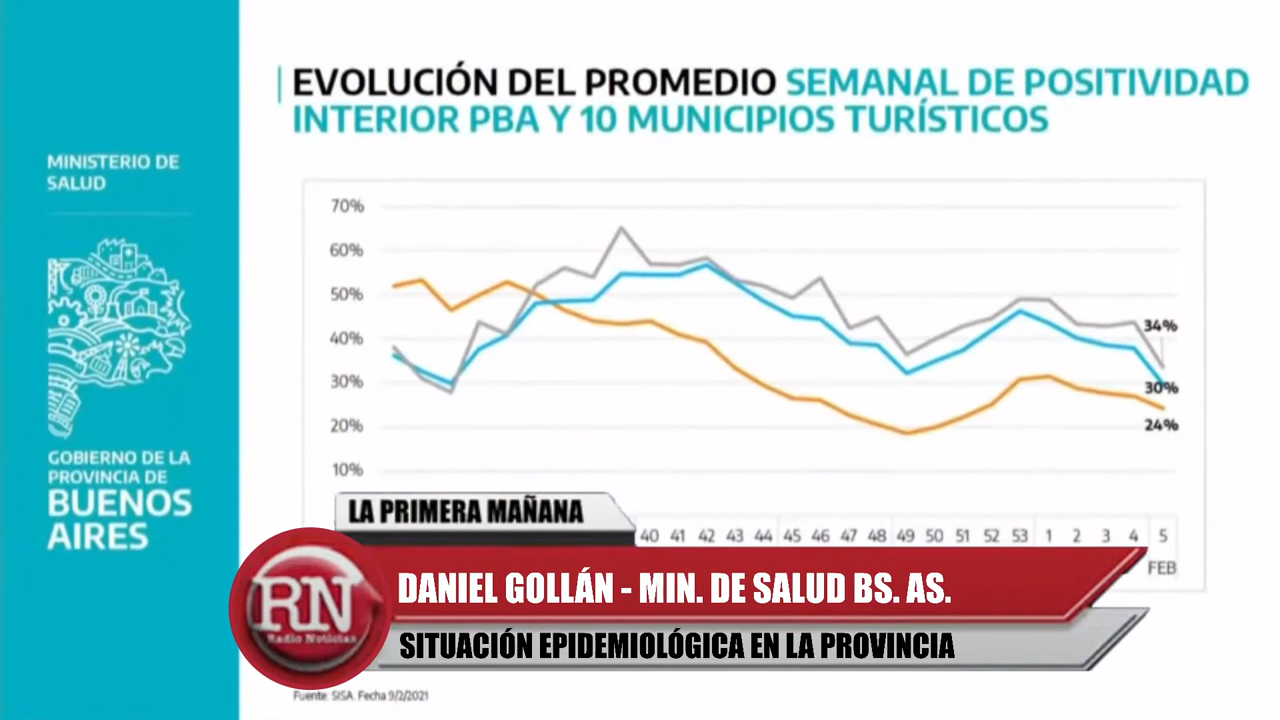 EVOLUCIÓN DEL PROMEDIO SEMANAL DE POSITIVIDAD
INTERIOR PBA Y 10 MUNICIPIOS TURÍSTICOS
MINISTERIO DE
SALUD
GOBIERNO DE LA
PROVINCIA DE
BUENOS
AIRES
70%
60%
50%
40%
30%
20%
10%
34%
30%
24%
40 41 42 43 44 45 46 47 48 49 50 51 52 53 1 2 3 4 5
FEB
LA PRIMERA MAÑANA
RN
Radio Noticias
DANIEL GOLLÁN - MIN. DE SALUD BS. AS.
SITUACIÓN EPIDEMIOLÓGICA EN LA PROVINCIA
Fuente: SISA. Fecha 9/2/2021